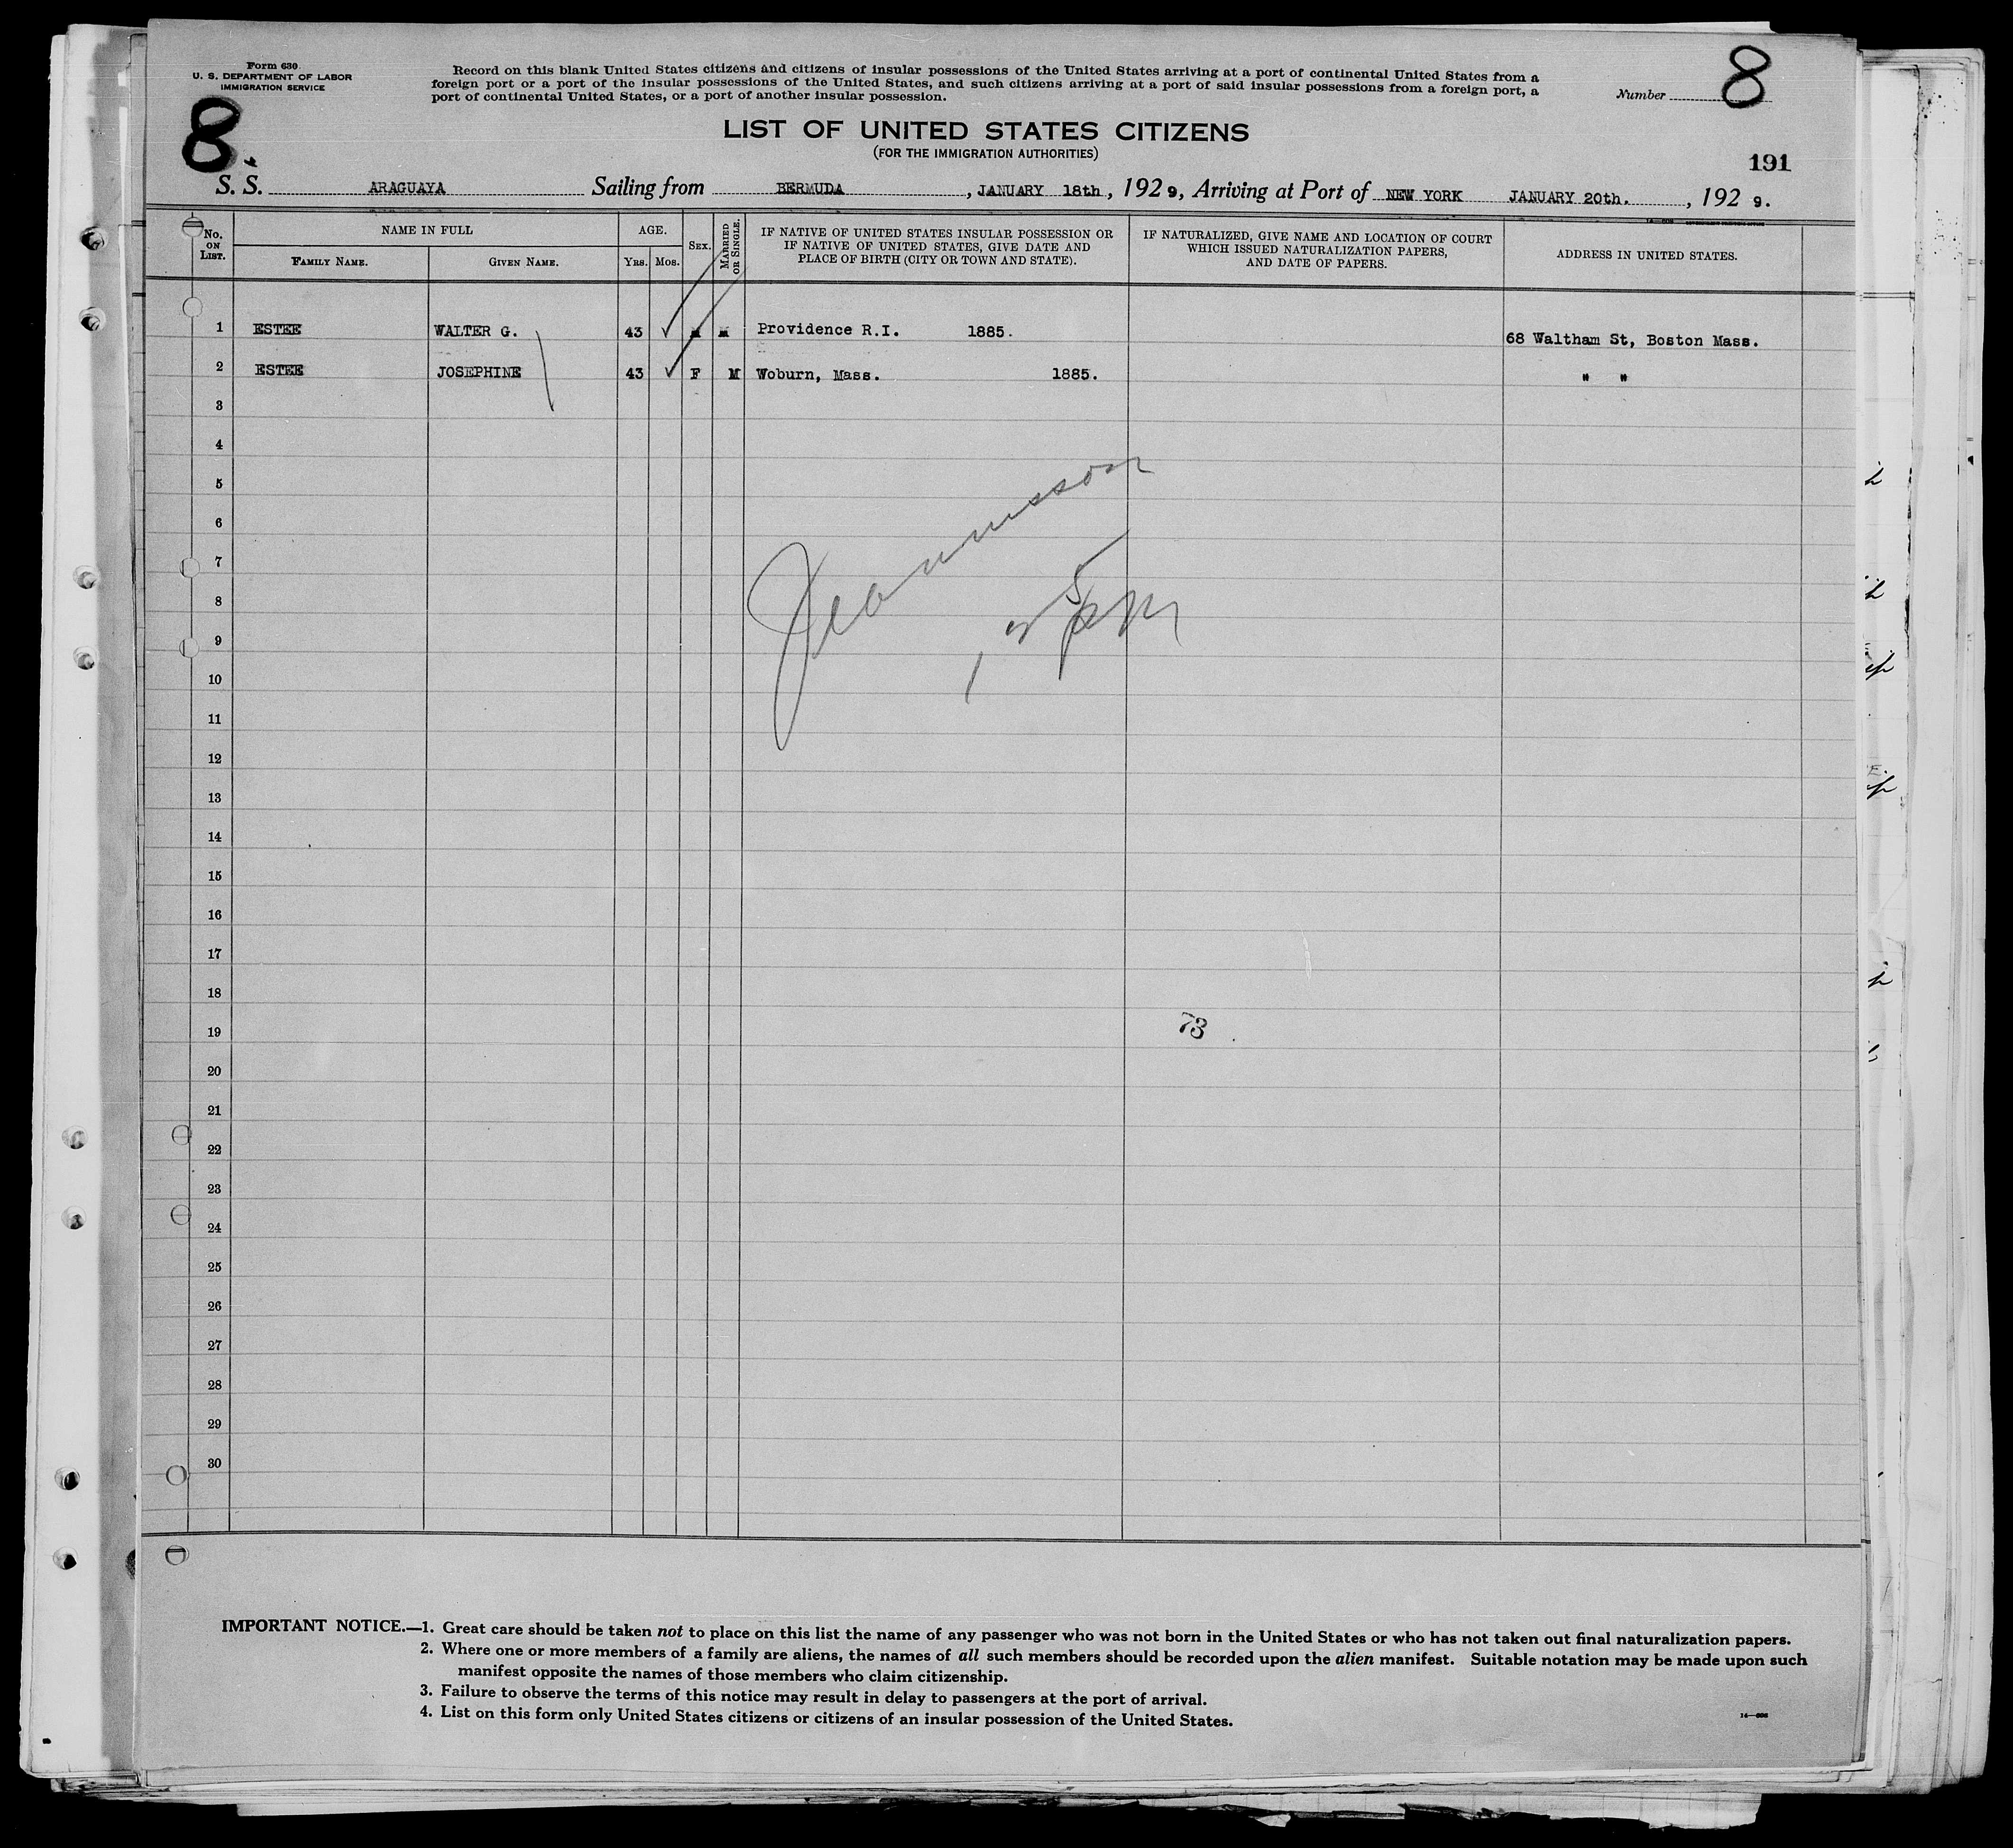 Form 630
U. S. DEPARTMENT OF LABOR
IMMIGRATION SERVICE
Record on this blank United States citizens and citizens of insular possessions of the United States arriving at a port of continental United States from a
foreign port or a port of the insular possessions of the United States, and such citizens arriving at a port of said insular possessions from a foreign port, a
port of continental United States, or a port of another insular possession.
Number 8
8
LIST OF UNITED STATES CITIZENS
(FOR THE IMMIGRATION AUTHORITIES)
191
S. S. ARAGUAYA Sailing from BERMUDA, JANUARY 18th, 1929, Arriving at Port of NEW YORK JANUARY 20th., 1929.
No. ON LIST.
NAME IN FULL
FAMILY NAME.
GIVEN NAME.
AGE.
YRS.
MOS.
SEX.
MARRIED OR SINGLE.
IF NATIVE OF UNITED STATES INSULAR POSSESSION OR
IF NATIVE OF UNITED STATES, GIVE DATE AND
PLACE OF BIRTH (CITY OR TOWN AND STATE).
IF NATURALIZED, GIVE NAME AND LOCATION OF COURT
WHICH ISSUED NATURALIZATION PAPERS,
AND DATE OF PAPERS.
ADDRESS IN UNITED STATES.
1 ESTEE WALTER G. 43 M M Providence R.I. 1885. 68 Waltham St, Boston Mass.
2 ESTEE JOSEPHINE 43 F M Woburn, Mass. 1885. " "
3
4
5
6
7
8
9
10
11
12
13
14
15
16
17
18
73
19
20
21
22
23
24
25
26
27
28
29
30
IMPORTANT NOTICE.—1. Great care should be taken not to place on this list the name of any passenger who was not born in the United States or who has not taken out final naturalization papers.
2. Where one or more members of a family are aliens, the names of all such members should be recorded upon the alien manifest. Suitable notation may be made upon such
manifest opposite the names of those members who claim citizenship.
3. Failure to observe the terms of this notice may result in delay to passengers at the port of arrival.
4. List on this form only United States citizens or citizens of an insular possession of the United States.